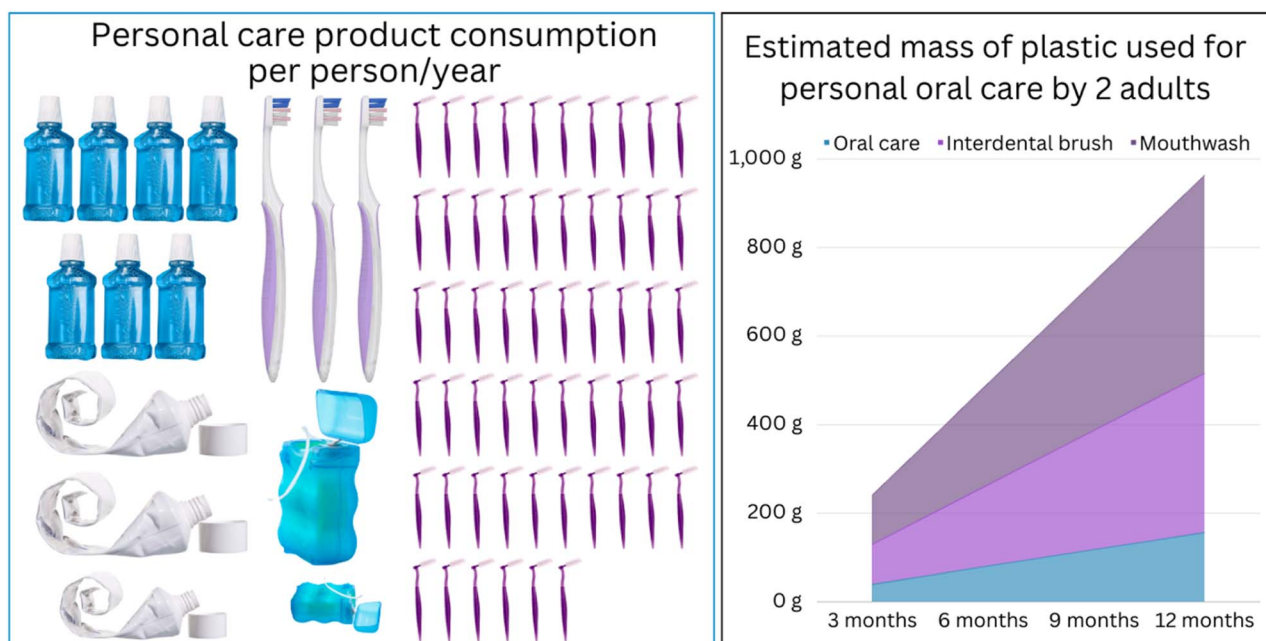 Personal care product consumption
per person/year
Estimated mass of plastic used for
personal oral care by 2 adults
Oral care Interdental brush Mouthwash
1,000 g
800 g
600 g
400 g
200 g
0 g
3 months 6 months 9 months 12 months